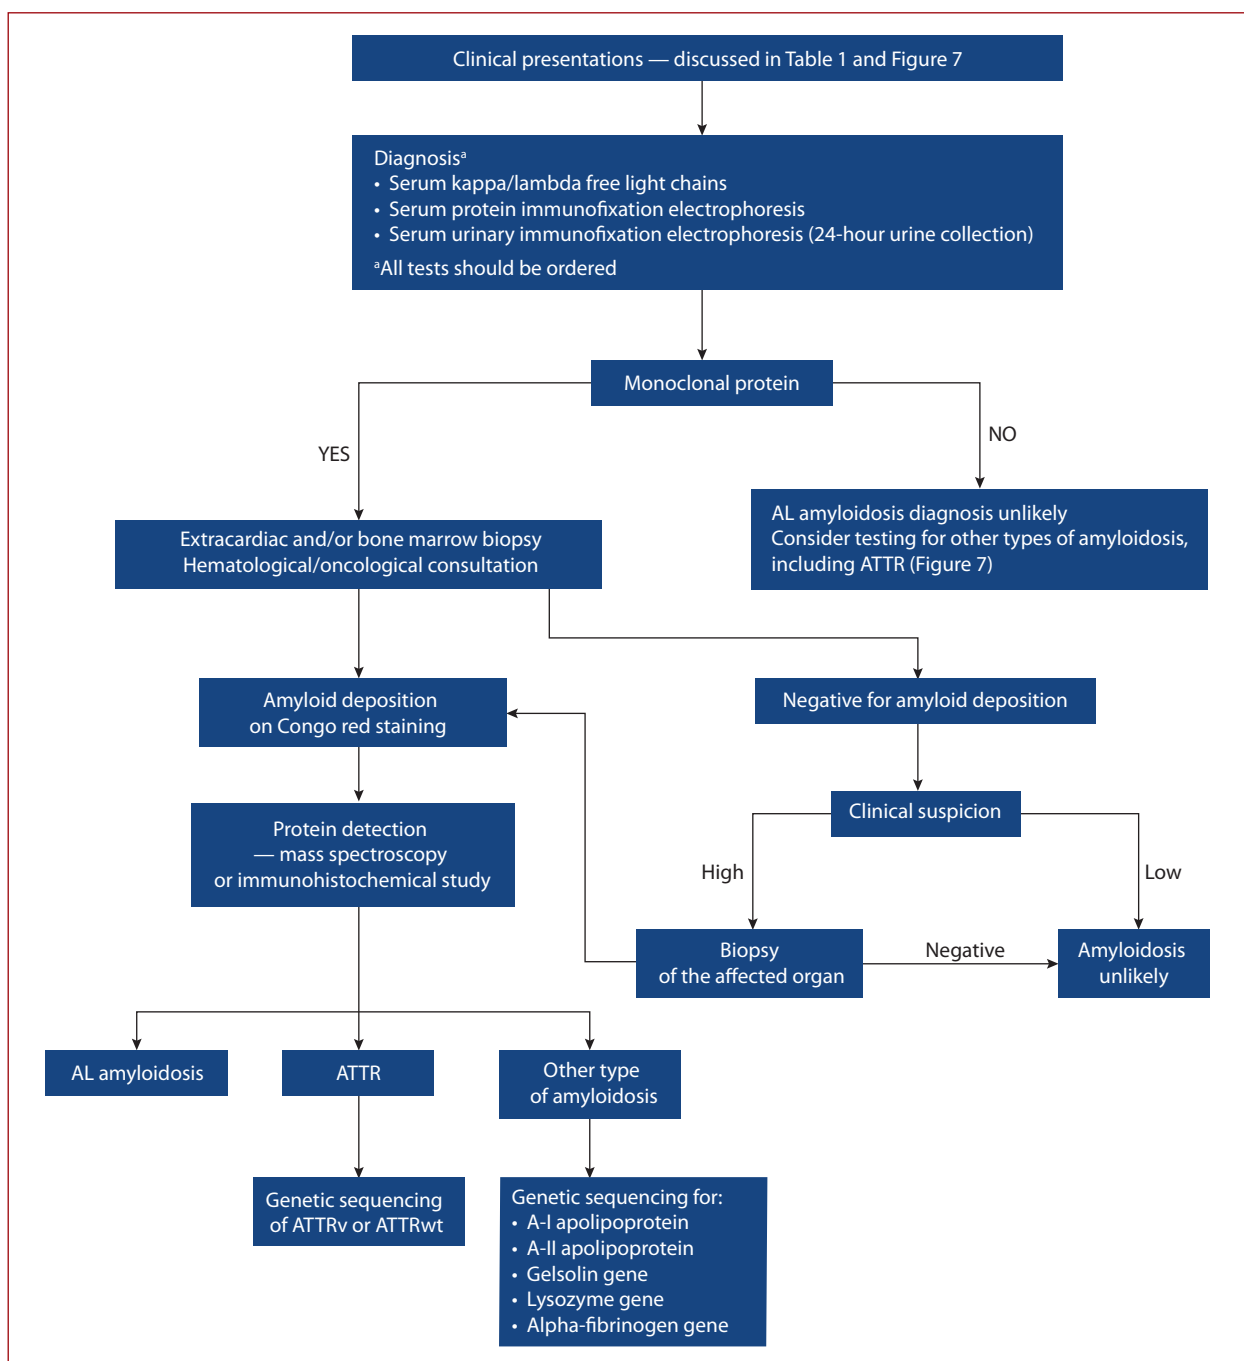 Clinical presentations — discussed in Table 1 and Figure 7
Diagnosisᵃ
• Serum kappa/lambda free light chains
• Serum protein immunofixation electrophoresis
• Serum urinary immunofixation electrophoresis (24-hour urine collection)
ᵃAll tests should be ordered
Monoclonal protein
YES
NO
Extracardiac and/or bone marrow biopsy
Hematological/oncological consultation
AL amyloidosis diagnosis unlikely
Consider testing for other types of amyloidosis,
including ATTR (Figure 7)
Amyloid deposition
on Congo red staining
Negative for amyloid deposition
Protein detection
— mass spectroscopy
or immunohistochemical study
Clinical suspicion
High
Low
Biopsy
of the affected organ
Negative
Amyloidosis
unlikely
AL amyloidosis
ATTR
Other type
of amyloidosis
Genetic sequencing
of ATTRv or ATTRwt
Genetic sequencing for:
• A-I apolipoprotein
• A-II apolipoprotein
• Gelsolin gene
• Lysozyme gene
• Alpha-fibrinogen gene